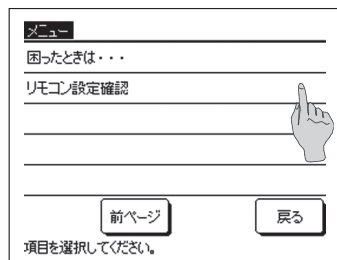 メニュー
困ったときは・・・
リモコン設定確認
前ページ
戻る
項目を選択してください。